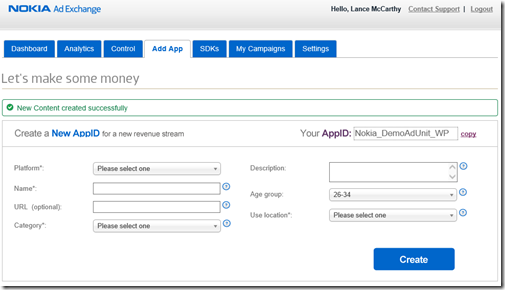 NOKIA Ad Exchange
Hello, Lance McCarthy Contact Support | Logout
Dashboard Analytics Control Add App SDKs My Campaigns Settings
Let's make some money
New Content created successfully
Create a New AppID for a new revenue stream
Your AppID: Nokia_DemoAdUnit_WP copy
Platform*: Please select one
Name*:
URL (optional):
Category*: Please select one
Description:
Age group: 26-34
Use location*: Please select one
Create